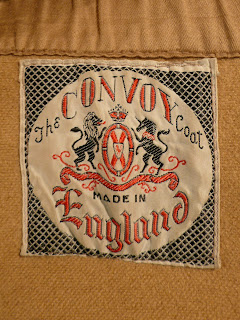 The CONVOY Coat
MADE IN
England